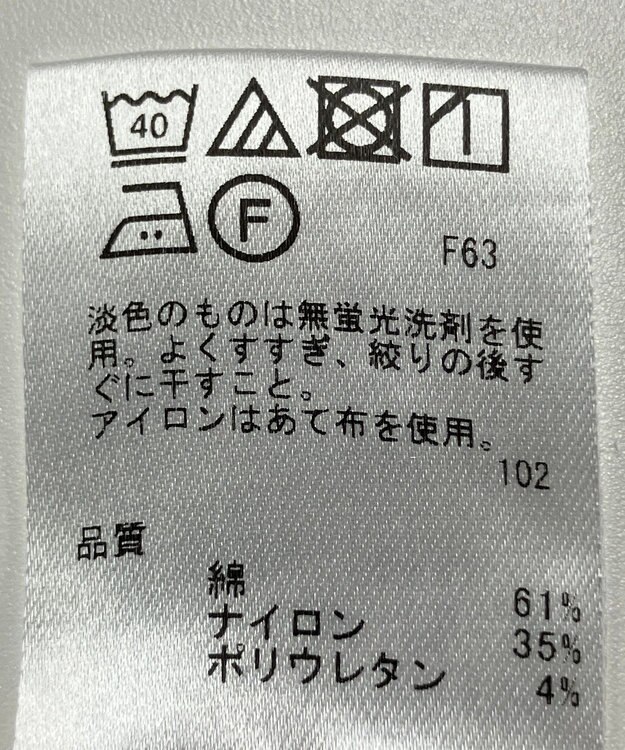 40
F
F63
淡色のものは無蛍光洗剤を使
用。よくすすぎ、絞りの後す
ぐに干すこと。
アイロンはあて布を使用。
102
品質
綿 61%
ナイロン 35%
ポリウレタン 4%